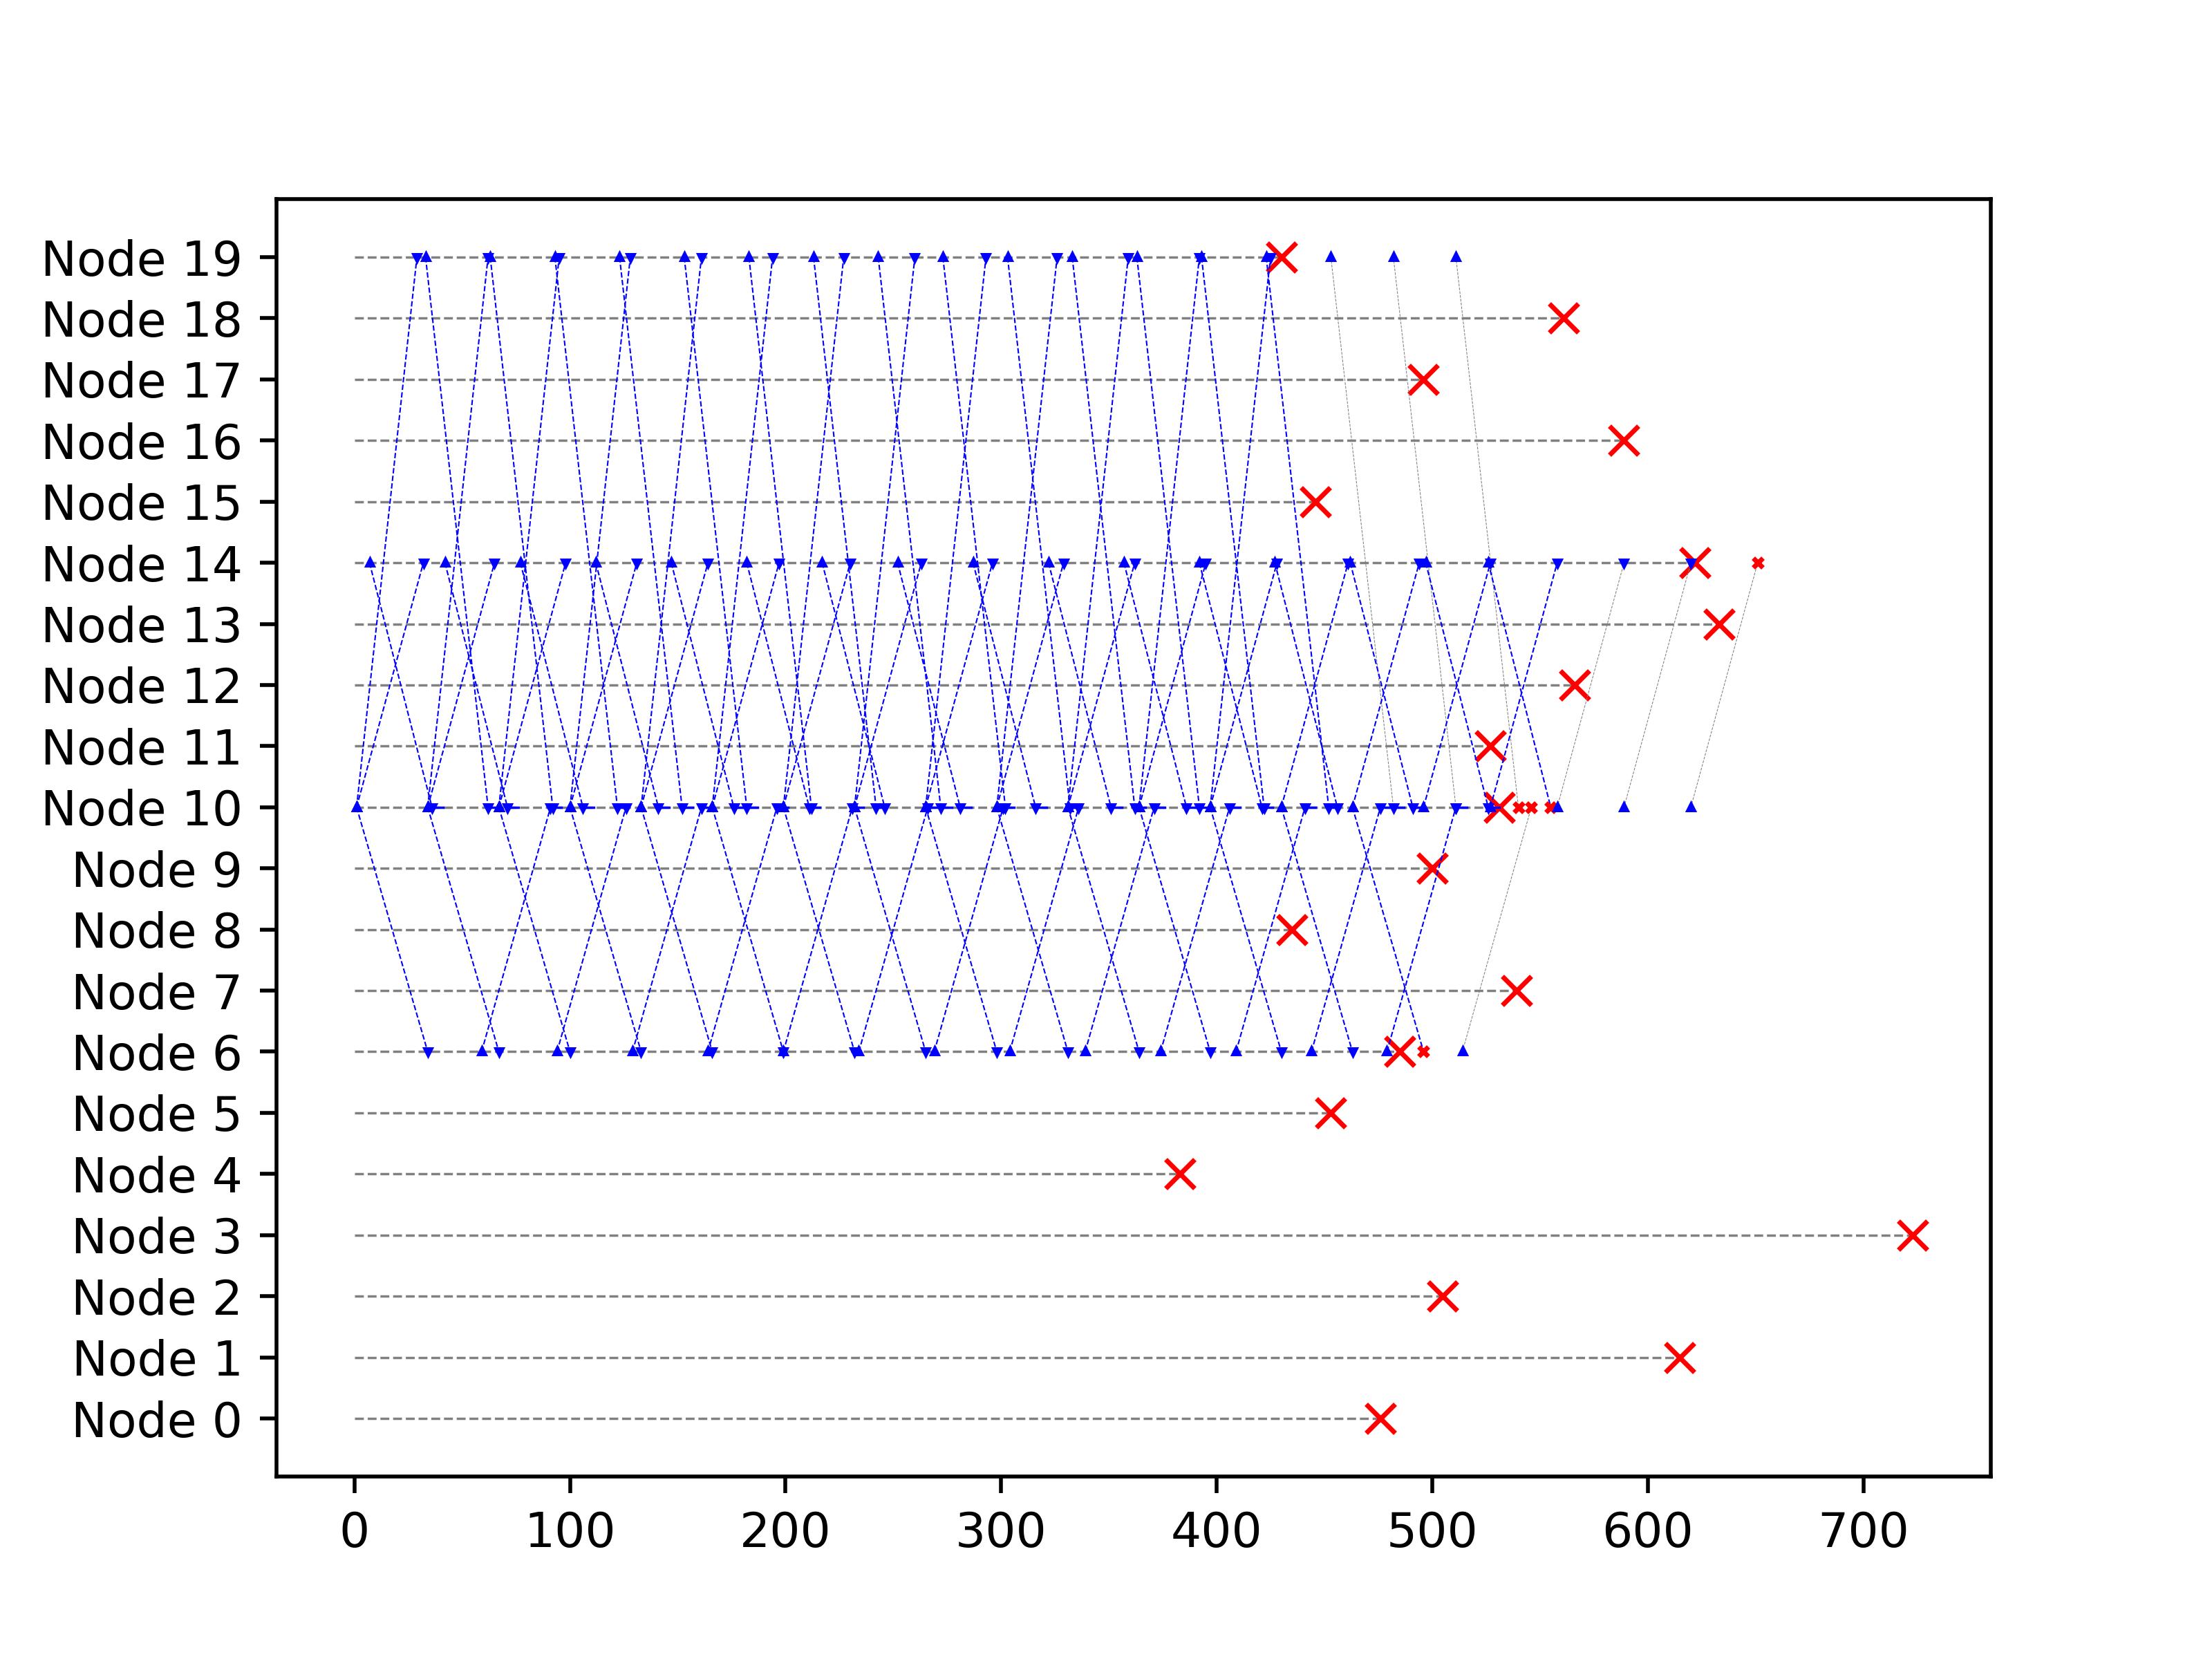 Node 19
Node 18
Node 17
Node 16
Node 15
Node 14
Node 13
Node 12
Node 11
Node 10
Node 9
Node 8
Node 7
Node 6
Node 5
Node 4
Node 3
Node 2
Node 1
Node 0
0 100 200 300 400 500 600 700